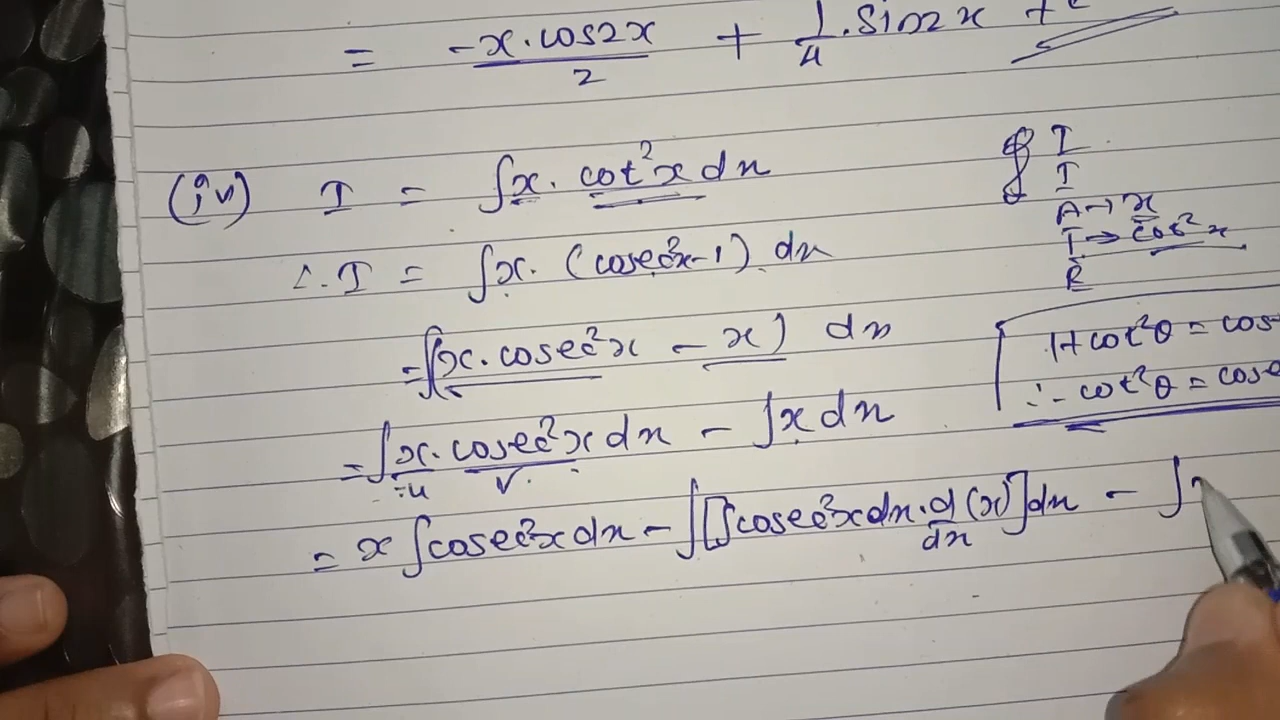 = -x.cos2x/2 + 1/4.sin2x + c
(iv) I = ∫x. cot²x dx
∴ I = ∫x. (cosec²x-1) dx
= ∫(x.cosec²x - x) dx
= ∫x. cosec²x dx - ∫x dx
=u v
= x ∫cosec²x dx - ∫[∫cosec²x dx. d/dx (x)] dx - ∫
I
I
A → x
T → cot²x
1+cot²θ = cos
∴ cot²θ = cose